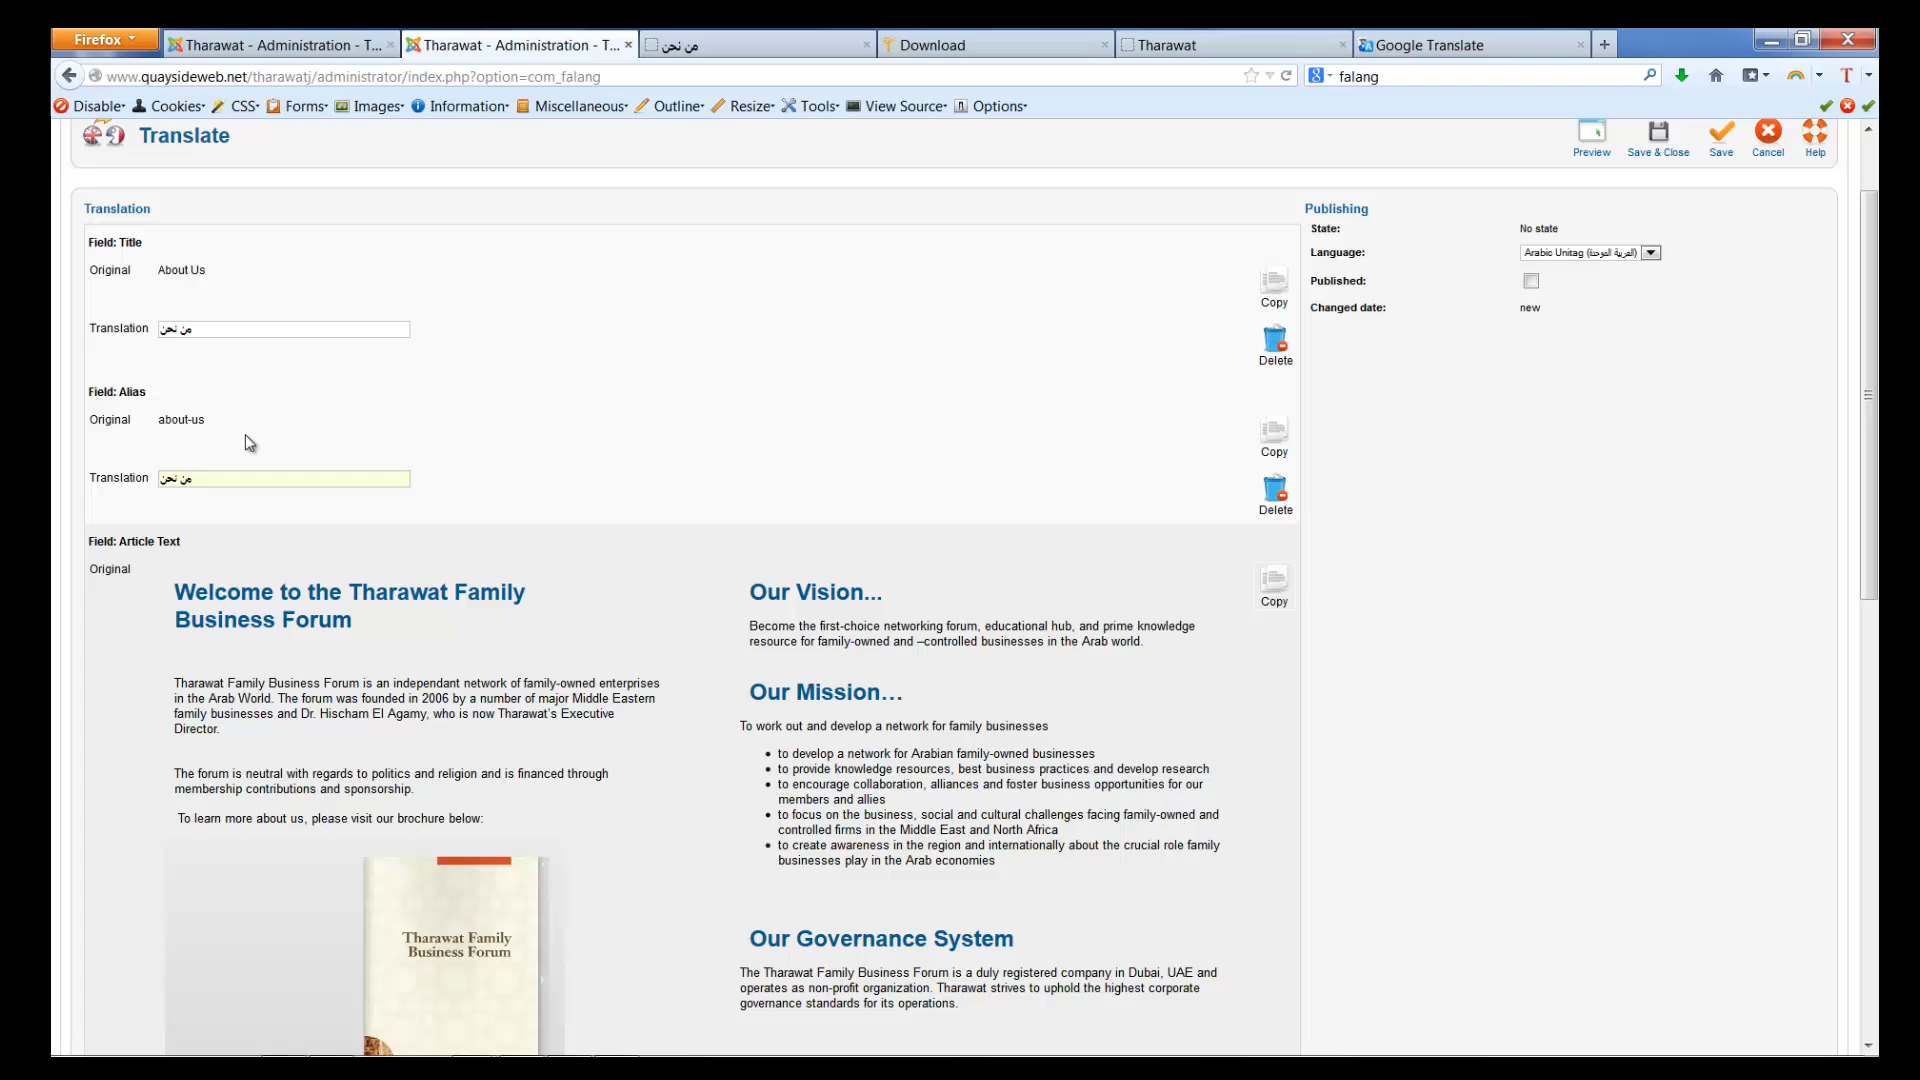 Firefox
Tharawat - Administration - T...
Tharawat - Administration - T...
من نحن
Download
Tharawat
Google Translate
www.quaysideweb.net/tharawatj/administrator/index.php?option=com_falang
falang
Disable
Cookies
CSS
Forms
Images
Information
Miscellaneous
Outline
Resize
Tools
View Source
Options
Translate
Preview
Save & Close
Save
Cancel
Help
Translation
Field: Title
Original
About Us
Copy
Translation
من نحن
Delete
Field: Alias
Original
about-us
Copy
Translation
من نحن
Delete
Field: Article Text
Original
Copy
Welcome to the Tharawat Family
Business Forum
Tharawat Family Business Forum is an independant network of family-owned enterprises
in the Arab World. The forum was founded in 2006 by a number of major Middle Eastern
family businesses and Dr. Hischam El Agamy, who is now Tharawat's Executive
Director.
The forum is neutral with regards to politics and religion and is financed through
membership contributions and sponsorship.
To learn more about us, please visit our brochure below:
Tharawat Family
Business Forum
Our Vision...
Become the first-choice networking forum, educational hub, and prime knowledge
resource for family-owned and –controlled businesses in the Arab world.
Our Mission…
To work out and develop a network for family businesses
to develop a network for Arabian family-owned businesses
to provide knowledge resources, best business practices and develop research
to encourage collaboration, alliances and foster business opportunities for our
members and allies
to focus on the business, social and cultural challenges facing family-owned and
controlled firms in the Middle East and North Africa
to create awareness in the region and internationally about the crucial role family
businesses play in the Arab economies
Our Governance System
The Tharawat Family Business Forum is a duly registered company in Dubai, UAE and
operates as non-profit organization. Tharawat strives to uphold the highest corporate
governance standards for its operations.
Publishing
State:
No state
Language:
Arabic Unitag (العربية الموحدة)
Published:
Changed date:
new